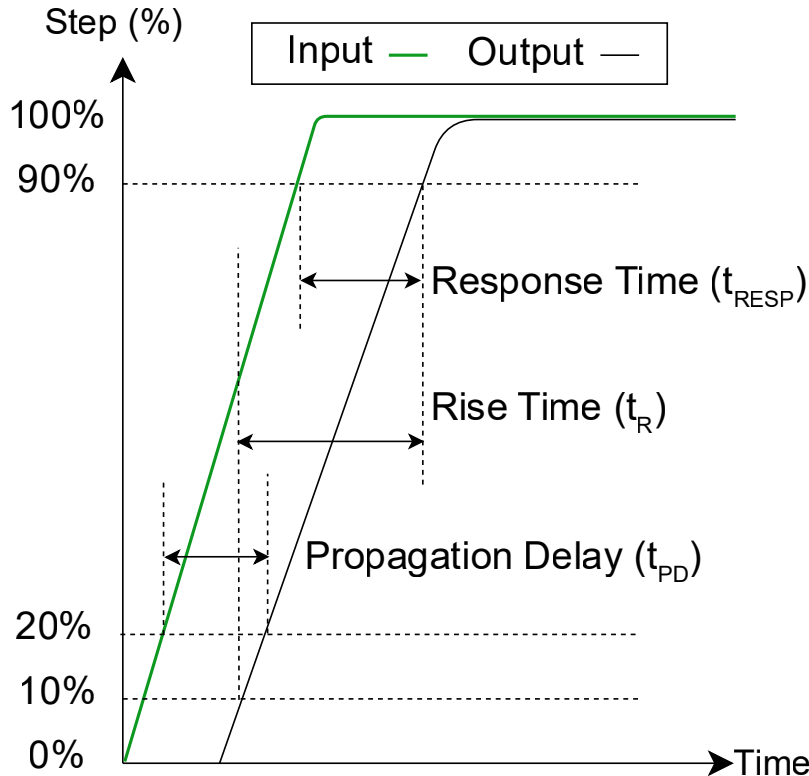 Step (%)
Input Output
100%
90%
Response Time (tRESP)
Rise Time (tR)
Propagation Delay (tPD)
20%
10%
0%
Time